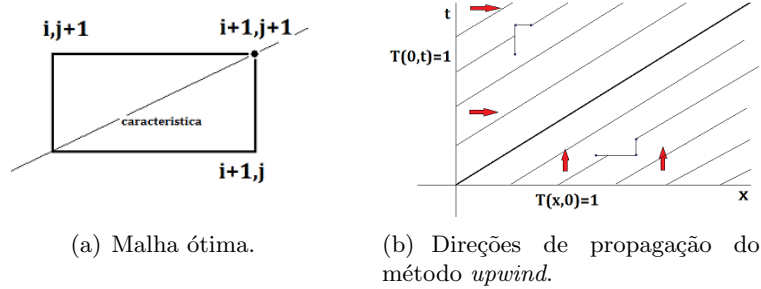 i,j+1
i+1,j+1
caracteristica
i+1,j
t
T(0,t)=1
T(x,0)=1
x
(a) Malha ótima.
(b) Direções de propagação do
método upwind.